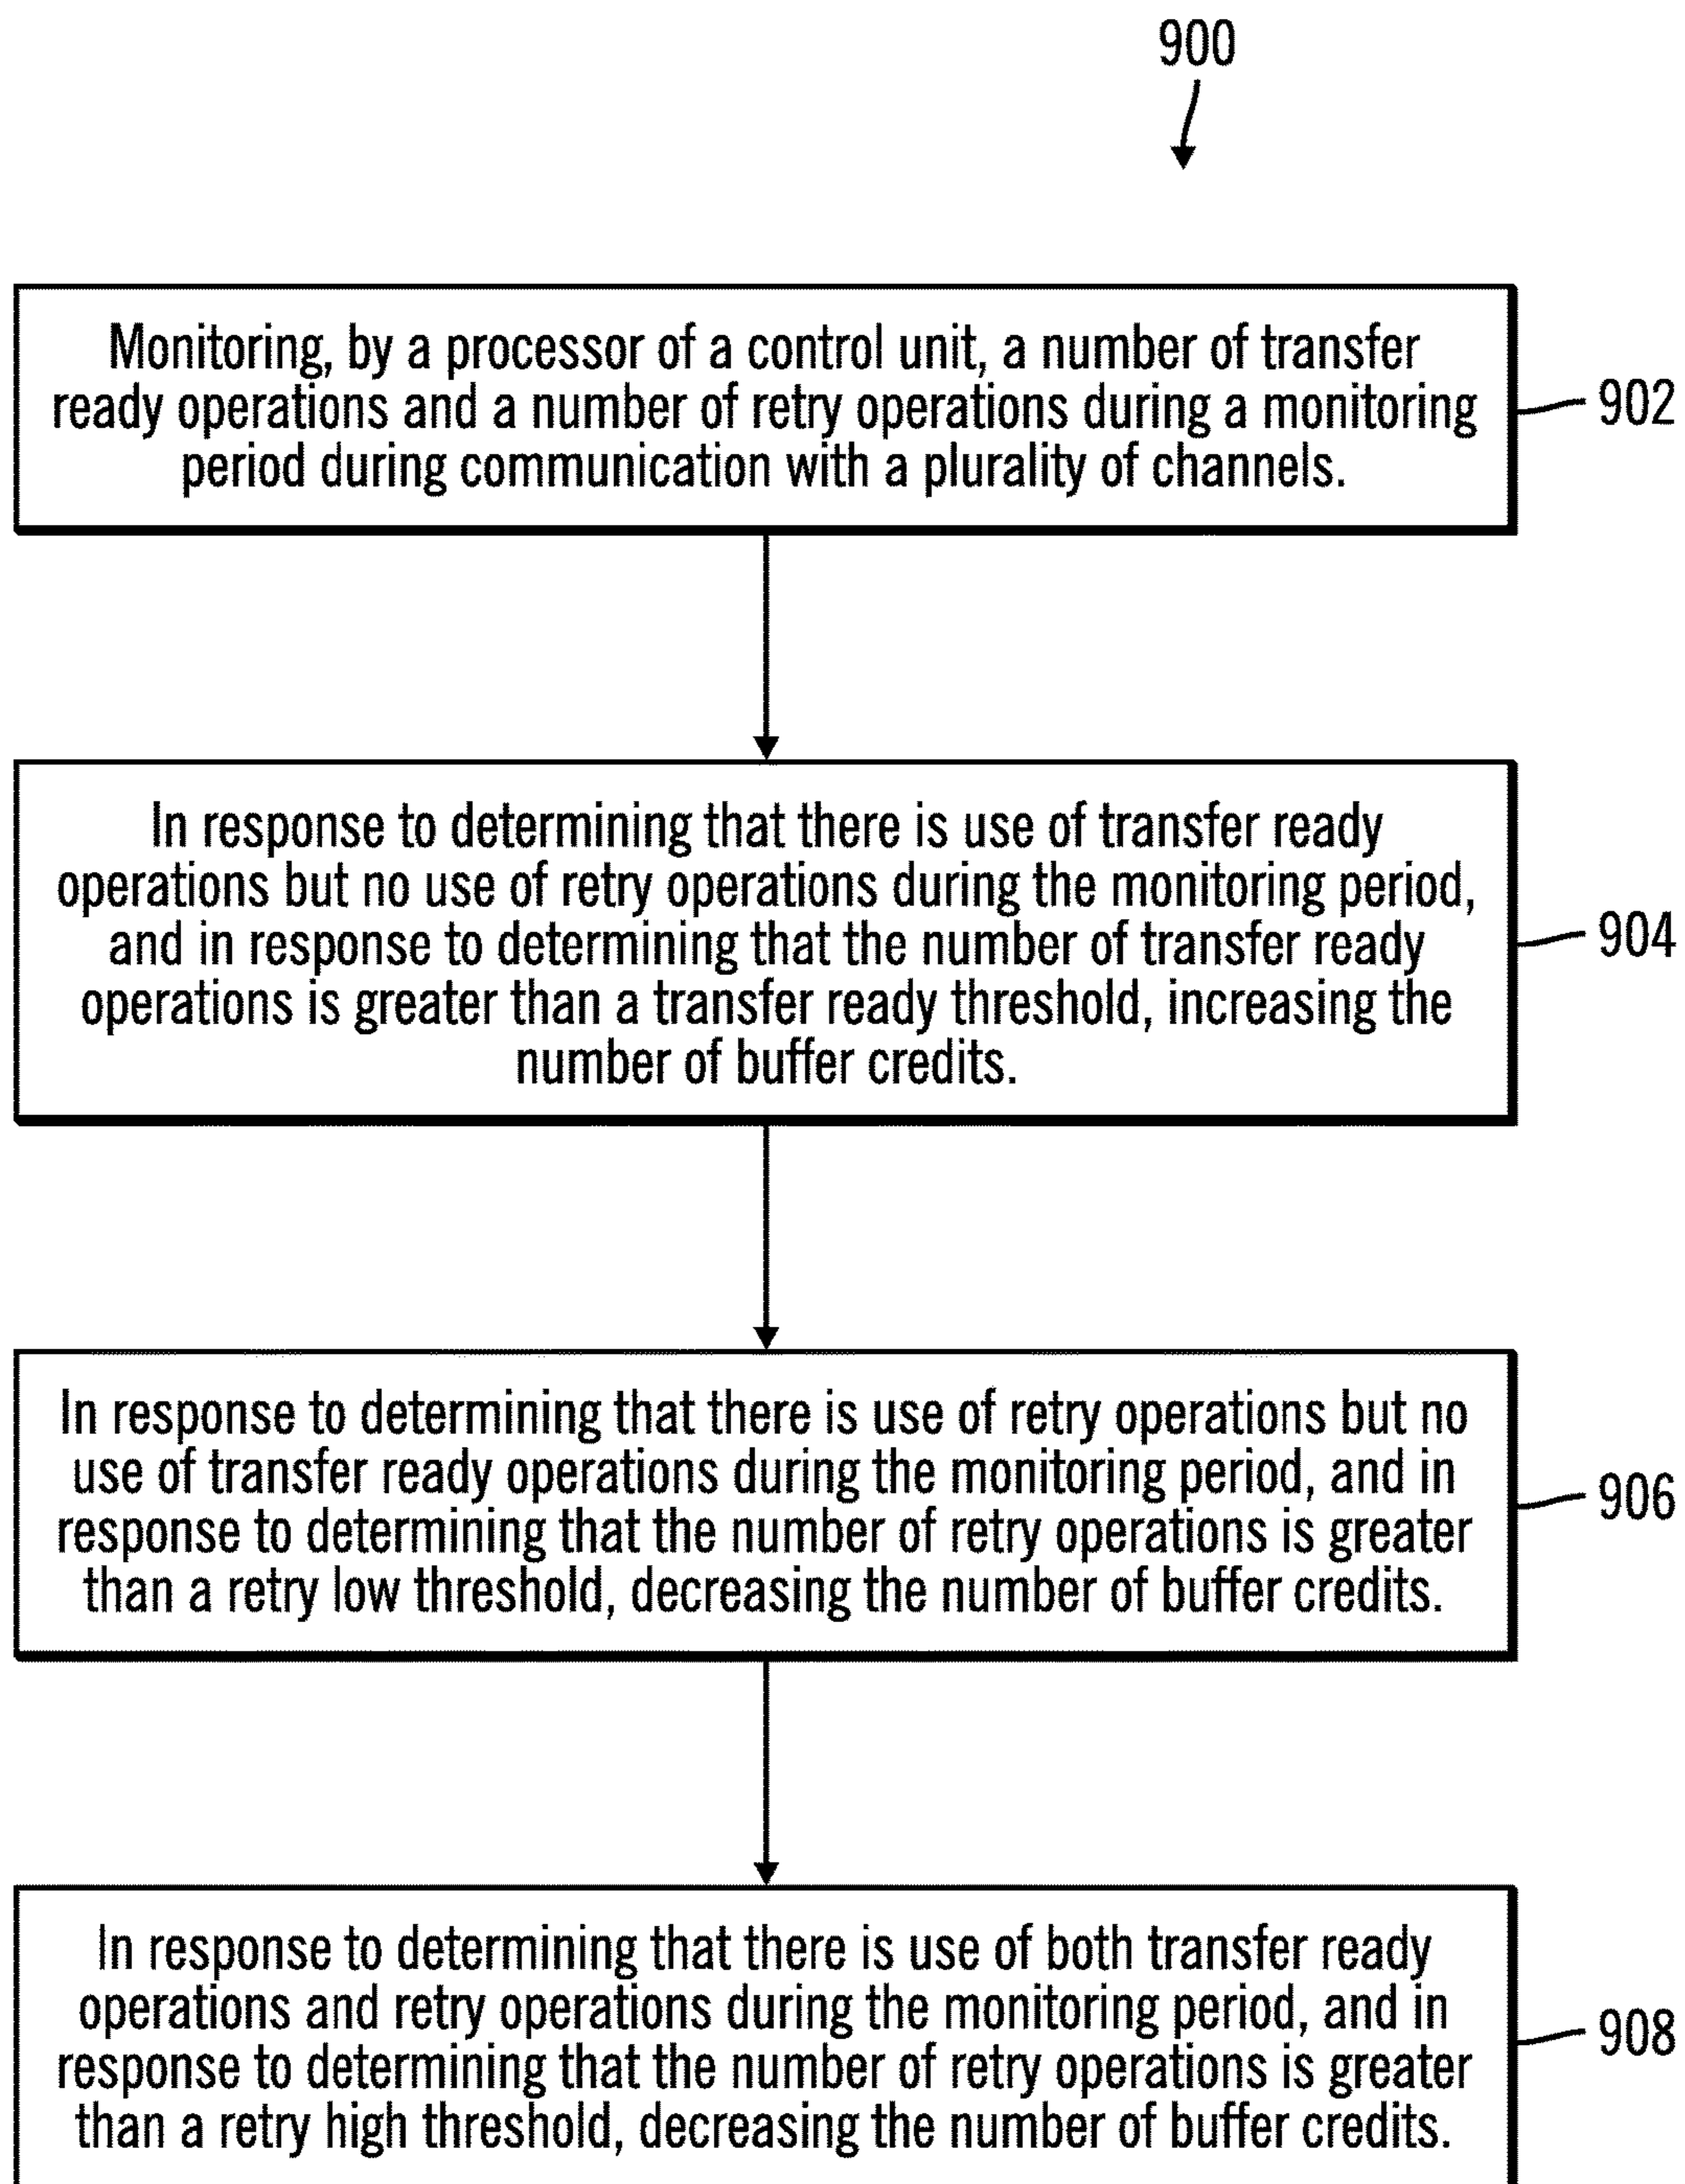 900
Monitoring, by a processor of a control unit, a number of transfer
ready operations and a number of retry operations during a monitoring
period during communication with a plurality of channels.
902
In response to determining that there is use of transfer ready
operations but no use of retry operations during the monitoring period,
and in response to determining that the number of transfer ready
operations is greater than a transfer ready threshold, increasing the
number of buffer credits.
904
In response to determining that there is use of retry operations but no
use of transfer ready operations during the monitoring period, and in
response to determining that the number of retry operations is greater
than a retry low threshold, decreasing the number of buffer credits.
906
In response to determining that there is use of both transfer ready
operations and retry operations during the monitoring period, and in
response to determining that the number of retry operations is greater
than a retry high threshold, decreasing the number of buffer credits.
908